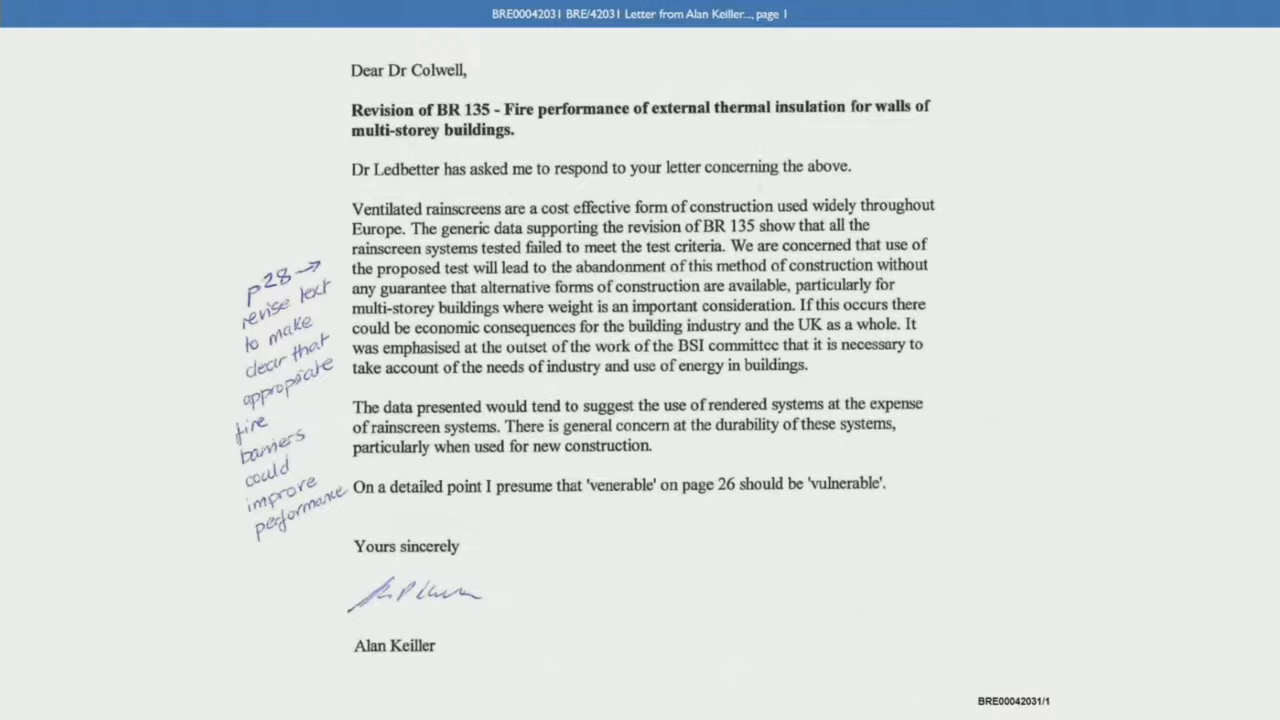 BRE00042031 BRE/42031 Letter from Alan Keiller..., page 1
Dear Dr Colwell,
Revision of BR 135 - Fire performance of external thermal insulation for walls of
multi-storey buildings.
Dr Ledbetter has asked me to respond to your letter concerning the above.
Ventilated rainscreens are a cost effective form of construction used widely throughout
Europe. The generic data supporting the revision of BR 135 show that all the
rainscreen systems tested failed to meet the test criteria. We are concerned that use of
the proposed test will lead to the abandonment of this method of construction without
any guarantee that alternative forms of construction are available, particularly for
multi-storey buildings where weight is an important consideration. If this occurs there
could be economic consequences for the building industry and the UK as a whole. It
was emphasised at the outset of the work of the BSI committee that it is necessary to
take account of the needs of industry and use of energy in buildings.
The data presented would tend to suggest the use of rendered systems at the expense
of rainscreen systems. There is general concern at the durability of these systems,
particularly when used for new construction.
On a detailed point I presume that 'venerable' on page 26 should be 'vulnerable'.
p28 →
revise text
to make
clear that
appropriate
fire
barriers
could
improve
performance
Yours sincerely
Alan Keiller
BRE00042031/1